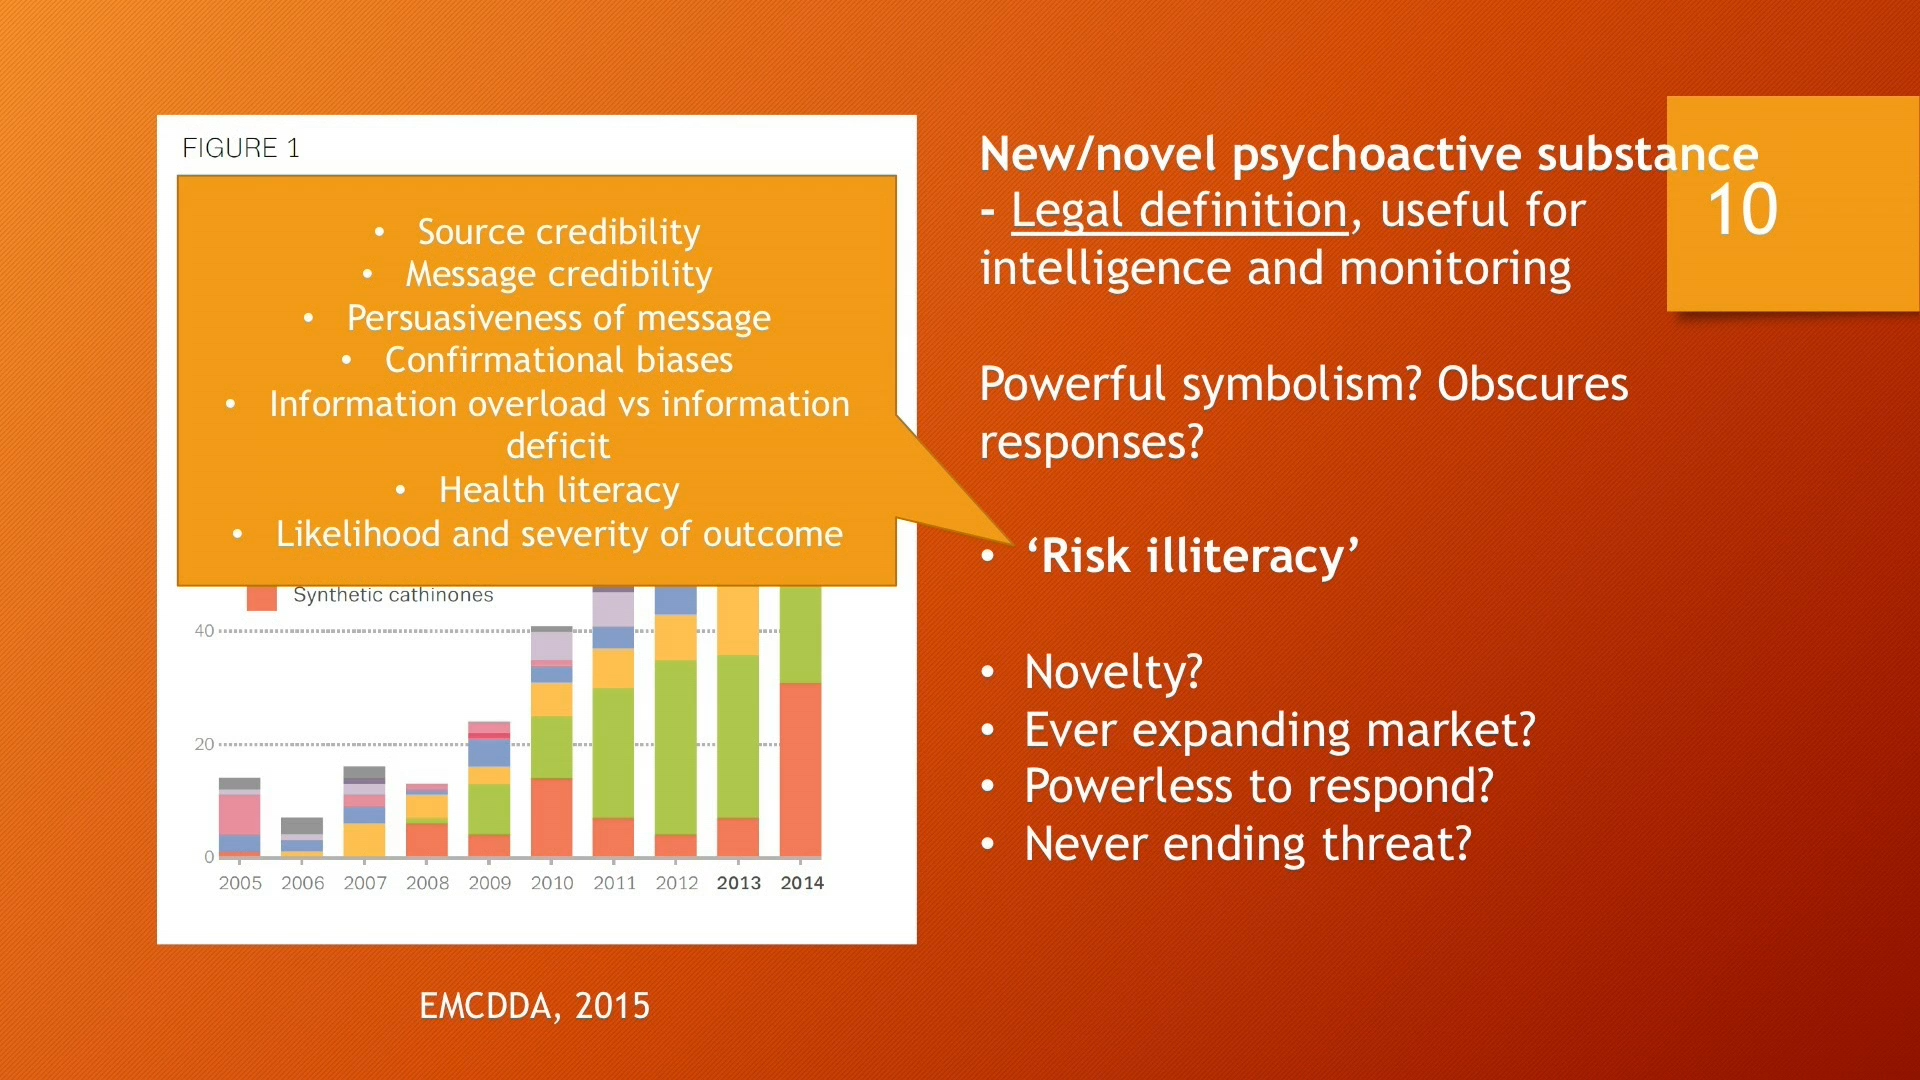 FIGURE 1
• Source credibility
• Message credibility
• Persuasiveness of message
• Confirmational biases
• Information overload vs information
deficit
• Health literacy
• Likelihood and severity of outcome
Synthetic cathinones
40
20
0
2005 2006 2007 2008 2009 2010 2011 2012 2013 2014
EMCDDA, 2015
New/novel psychoactive substance
- Legal definition, useful for
intelligence and monitoring
10
Powerful symbolism? Obscures
responses?
• ‘Risk illiteracy’
• Novelty?
• Ever expanding market?
• Powerless to respond?
• Never ending threat?